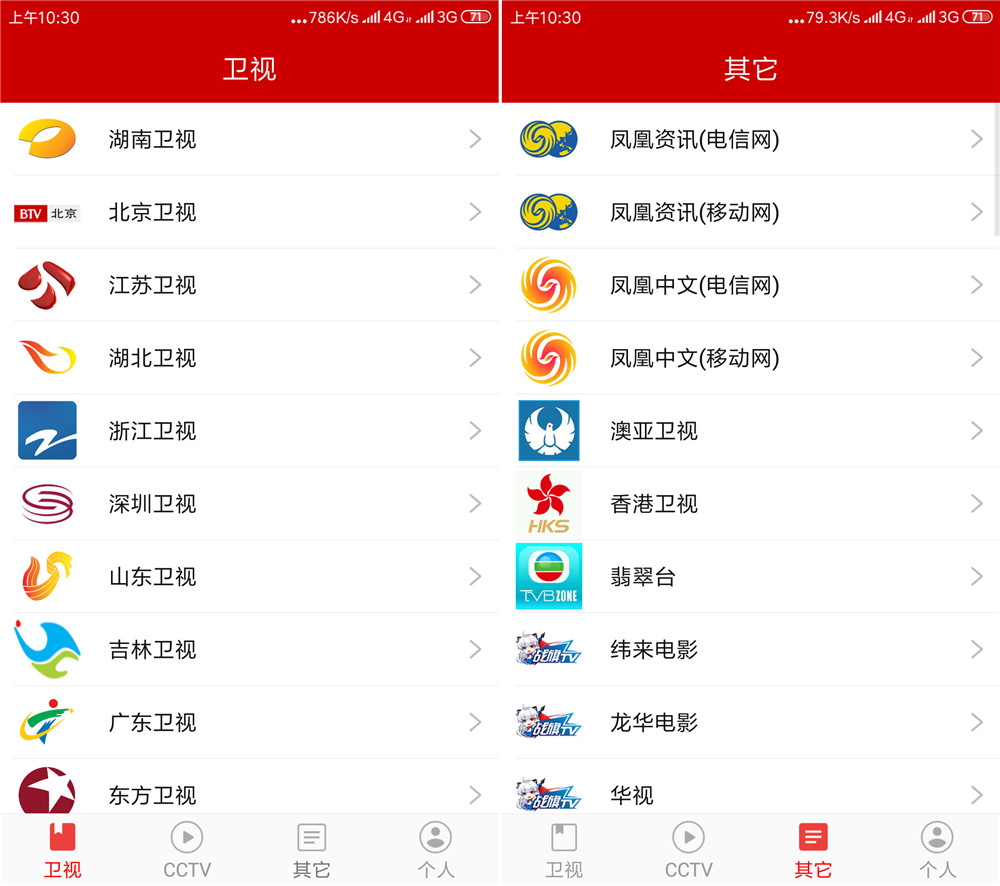 上午10:30
...786K/s 4G 3G 71
卫视
湖南卫视
BTV 北京
北京卫视
江苏卫视
湖北卫视
浙江卫视
深圳卫视
山东卫视
吉林卫视
广东卫视
东方卫视
卫视
CCTV
其它
个人
上午10:30
...79.3K/s 4G 3G 71
其它
凤凰资讯(电信网)
凤凰资讯(移动网)
凤凰中文(电信网)
凤凰中文(移动网)
澳亚卫视
HKS
香港卫视
TVB ZONE
翡翠台
战旗TV
纬来电影
战旗TV
龙华电影
战旗TV
华视
卫视
CCTV
其它
个人